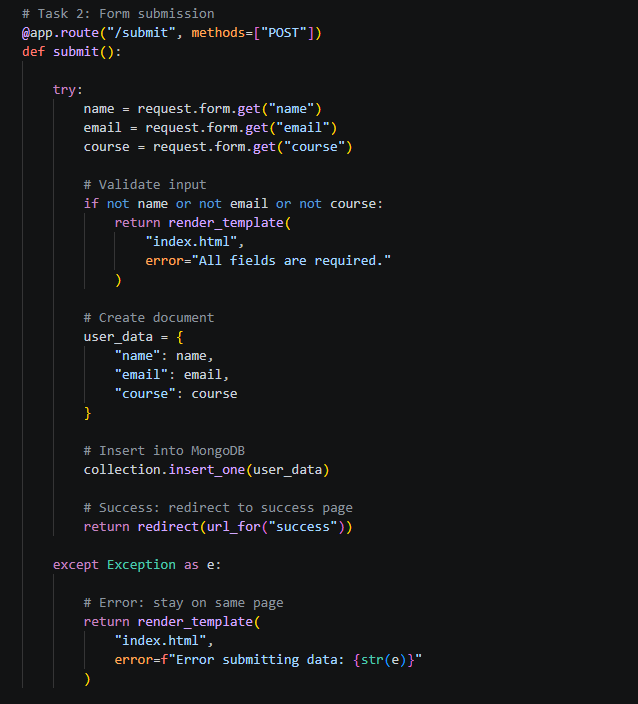 # Task 2: Form submission
@app.route("/submit", methods=["POST"])
def submit():
try:
name = request.form.get("name")
email = request.form.get("email")
course = request.form.get("course")
# Validate input
if not name or not email or not course:
return render_template(
"index.html",
error="All fields are required."
)
# Create document
user_data = {
"name": name,
"email": email,
"course": course
}
# Insert into MongoDB
collection.insert_one(user_data)
# Success: redirect to success page
return redirect(url_for("success"))
except Exception as e:
# Error: stay on same page
return render_template(
"index.html",
error=f"Error submitting data: {str(e)}"
)